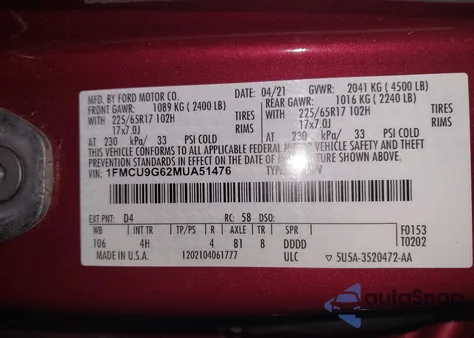 MFD. BY FORD MOTOR CO. 04/21 GVWR: 2041 KG (4500 LB)
FRONT GAWR: 1089 KG (2400 LB) REAR GAWR: 1016 KG (2240 LB)
WITH 225/65R17 102H TIRES WITH 225/65R17 102H TIRES
17x7.0J RIMS 17x7.0J RIMS
AT 230 kPa/ 33 PSI COLD AT 230 kPa/ 33 PSI COLD
THIS VEHICLE CONFORMS TO ALL APPLICABLE FEDERAL MOTOR VEHICLE
SAFETY AND THEFT PREVENTION STANDARDS IN EFFECT ON THE DATE OF
MANUFACTURE SHOWN ABOVE.
VIN: 1FMCU9G62MUA51476 TYPE:
EXT PNT: D4 RC: 58 DSO:
WB INT TR TP/PS R AXLE TR SPR F0153
106 4H 4 81 8 DDDD T0202
MADE IN U.S.A. 1202104061777 ULC 5U5A-3520472-AA
autoSnap